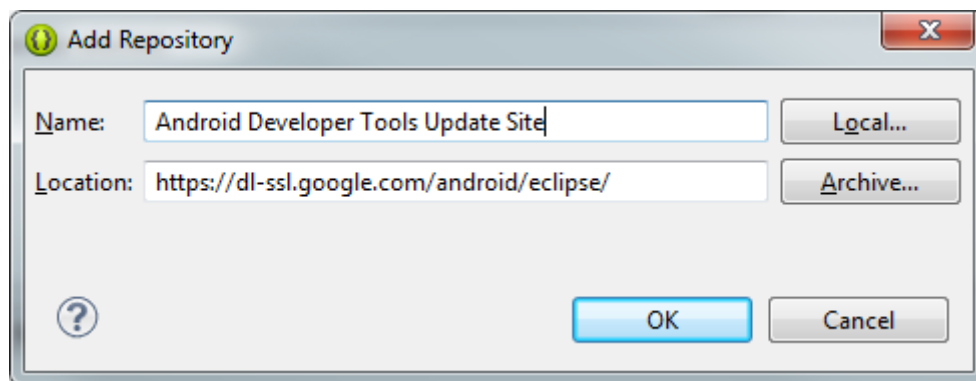 Add Repository
Name: Android Developer Tools Update Site Local...
Location: https://dl-ssl.google.com/android/eclipse/ Archive...
? OK Cancel